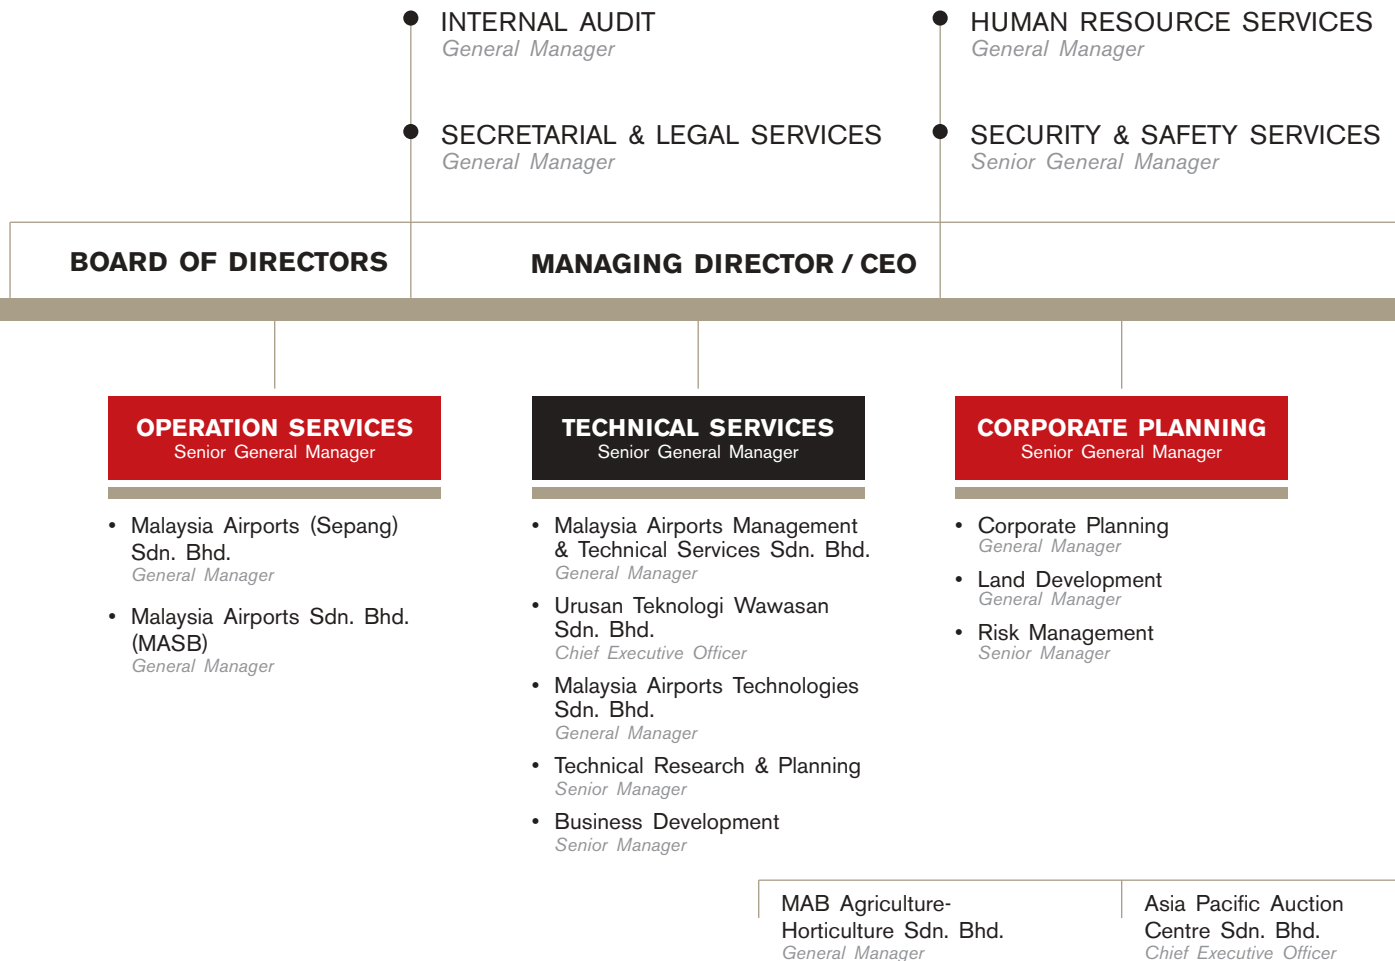 INTERNAL AUDIT
General Manager
HUMAN RESOURCE SERVICES
General Manager
SECRETARIAL & LEGAL SERVICES
General Manager
SECURITY & SAFETY SERVICES
Senior General Manager
BOARD OF DIRECTORS
MANAGING DIRECTOR / CEO
OPERATION SERVICES
Senior General Manager
• Malaysia Airports (Sepang)
Sdn. Bhd.
General Manager
• Malaysia Airports Sdn. Bhd.
(MASB)
General Manager
TECHNICAL SERVICES
Senior General Manager
• Malaysia Airports Management
& Technical Services Sdn. Bhd.
General Manager
• Urusan Teknologi Wawasan
Sdn. Bhd.
Chief Executive Officer
• Malaysia Airports Technologies
Sdn. Bhd.
General Manager
• Technical Research & Planning
Senior Manager
• Business Development
Senior Manager
CORPORATE PLANNING
Senior General Manager
• Corporate Planning
General Manager
• Land Development
General Manager
• Risk Management
Senior Manager
MAB Agriculture-
Horticulture Sdn. Bhd.
General Manager
Asia Pacific Auction
Centre Sdn. Bhd.
Chief Executive Officer